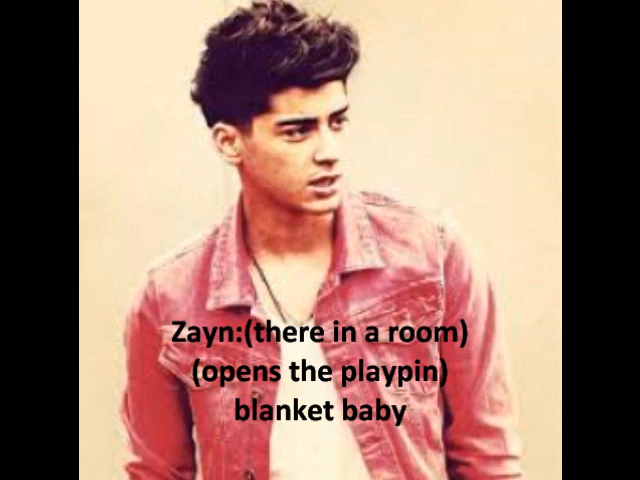 Zayn:(there in a room)
(opens the playpin)
blanket baby